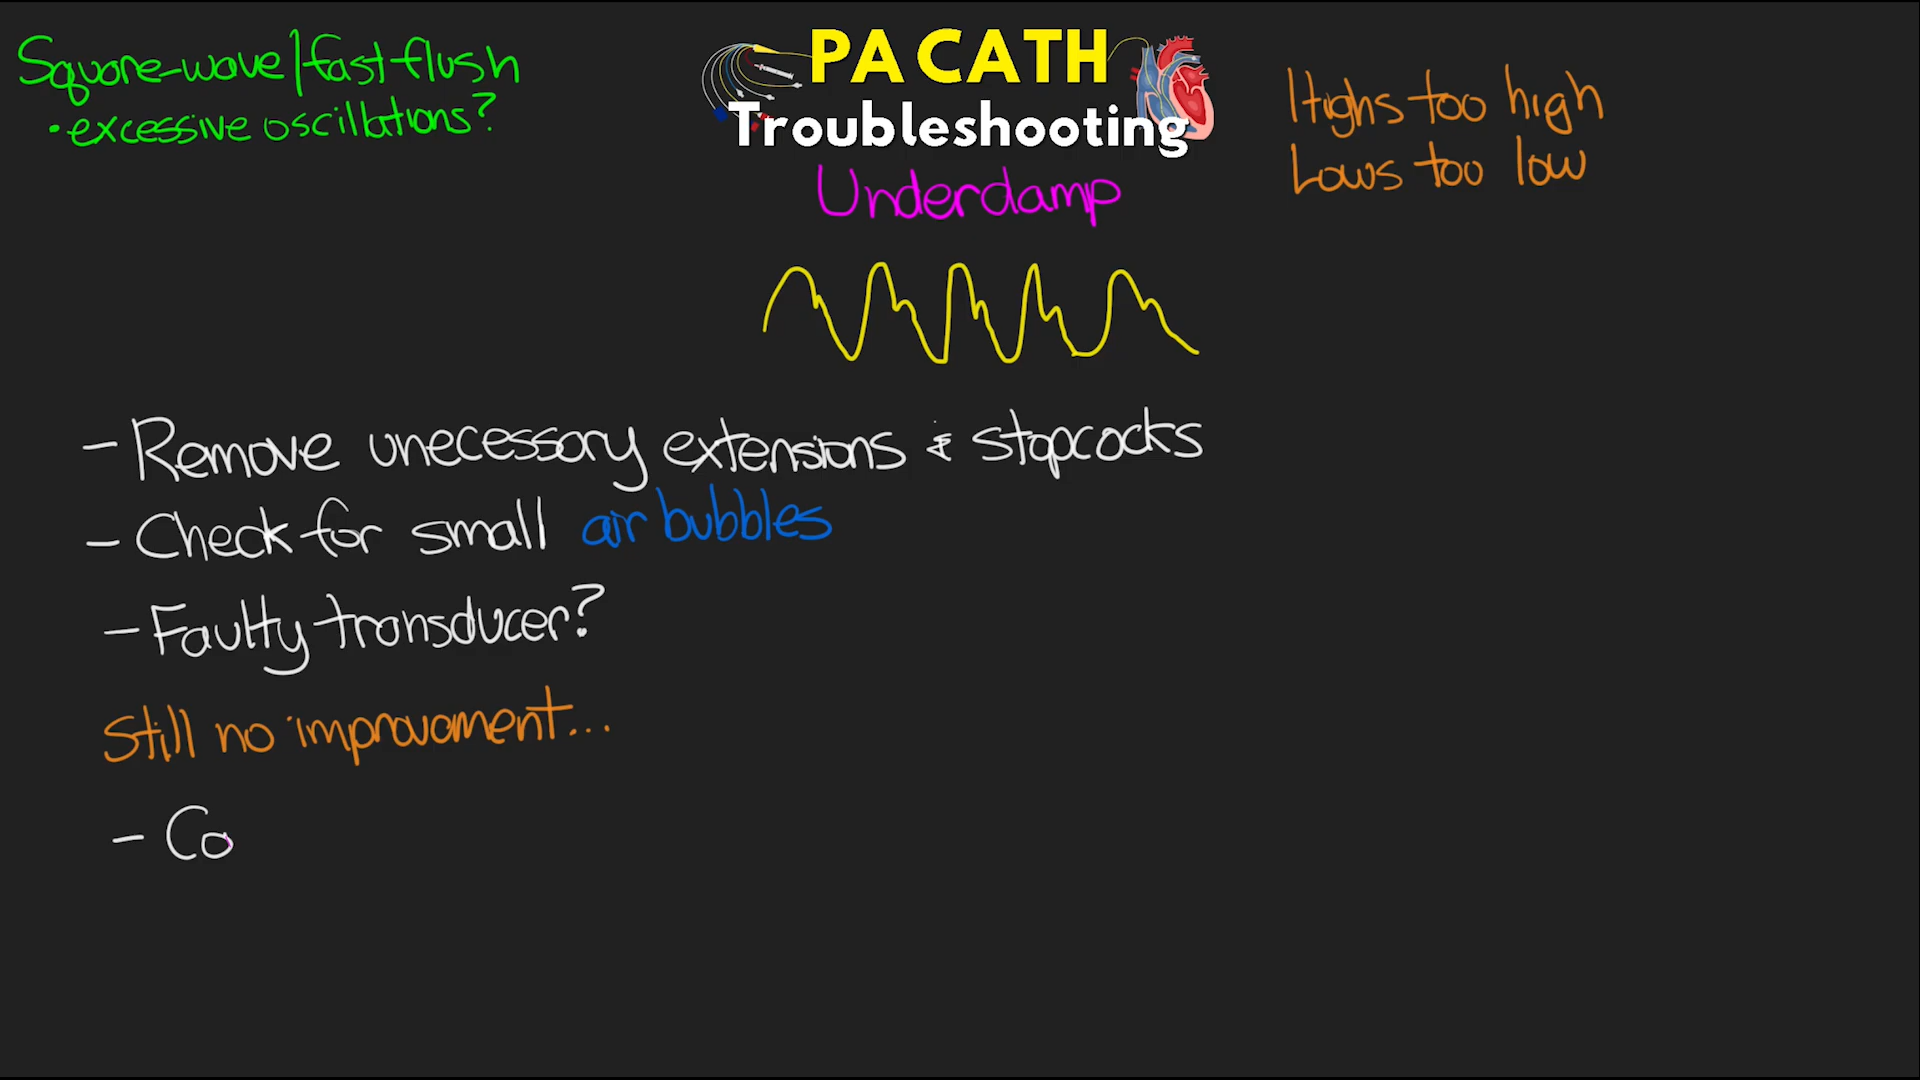 Square-wave/fast flush
• excessive oscillations?
PA CATH
Troubleshooting
Underdamp
Highs too high
Lows too low
- Remove unecessory extensions & stopcocks
- Check for small air bubbles
- Faulty transducer?
Still no improvement...
- Co